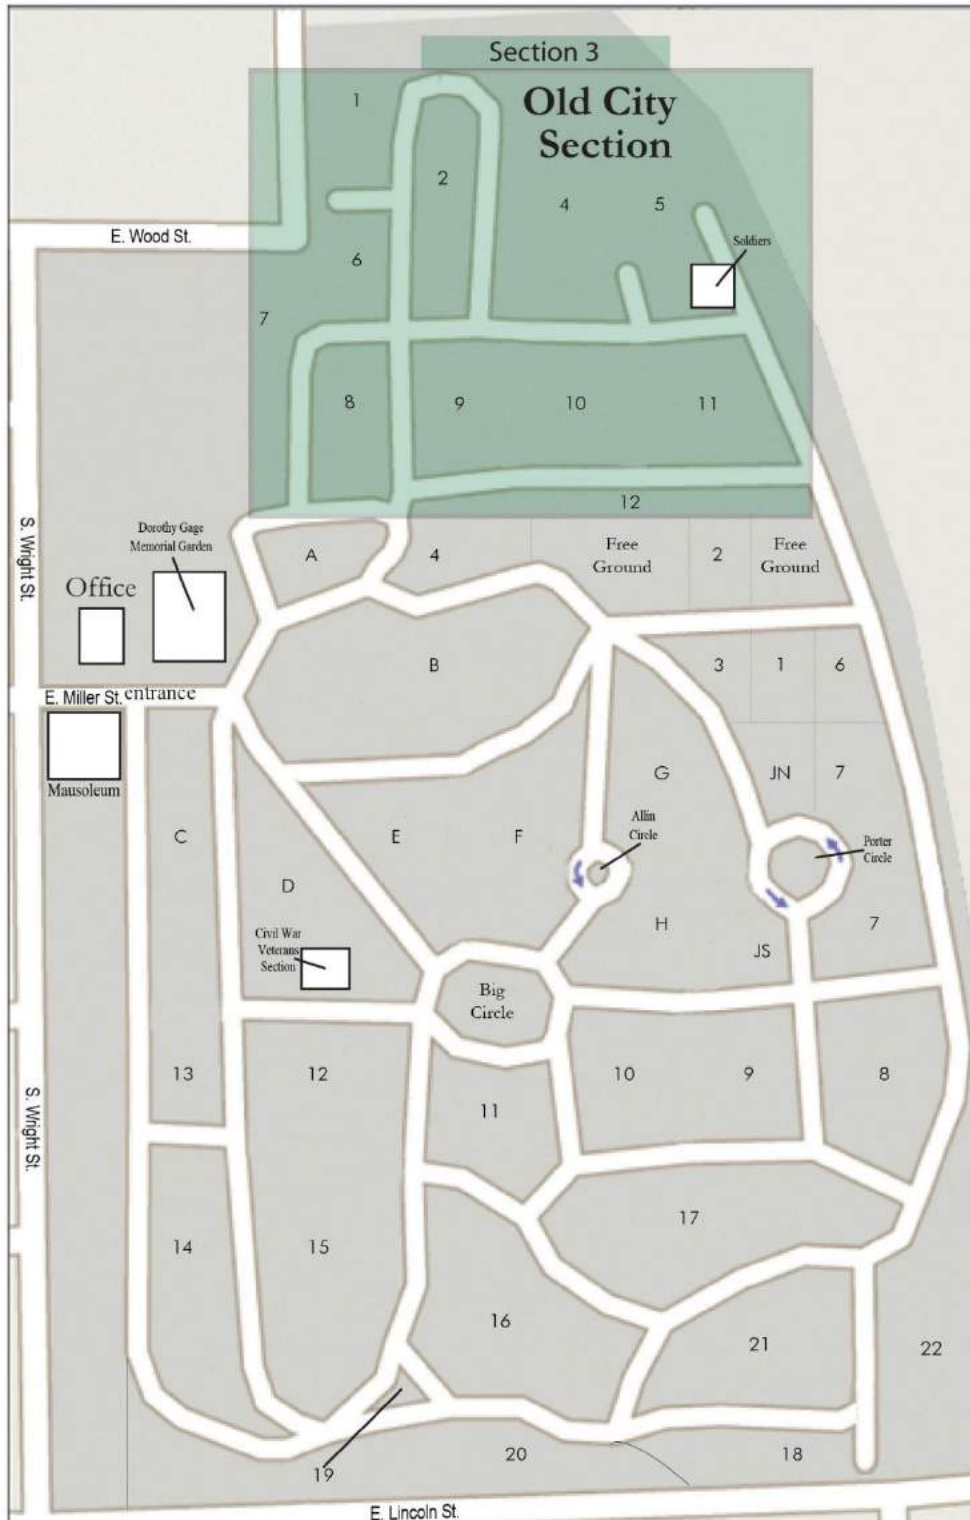 Section 3
Old City
Section
1
2
4
5
Soldiers
E. Wood St.
6
7
8
9
10
11
12
S. Wright St.
Dorothy Gage
Memorial Garden
Office
A
4
Free
Ground
2
Free
Ground
B
3
1
6
E. Miller St.
entrance
Mausoleum
C
G
JN
7
E
F
Allin
Circle
Porter
Circle
D
H
7
JS
Civil War
Veterans
Section
Big
Circle
13
12
10
9
8
11
S. Wright St.
14
15
17
16
21
22
19
20
18
E. Lincoln St.